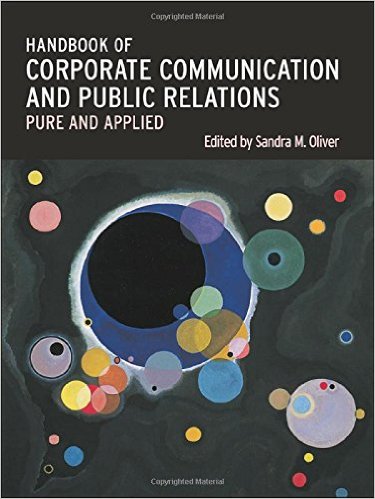 Copyrighted material
HANDBOOK OF
CORPORATE COMMUNICATION
AND PUBLIC RELATIONS
PURE AND APPLIED
Edited by Sandra M. Oliver
Copyrighted material